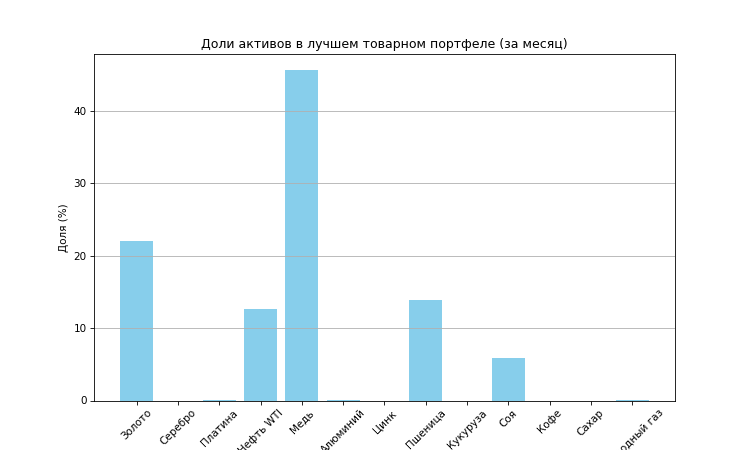 Доли активов в лучшем товарном портфеле (за месяц)
Доля (%)
40
30
20
10
0
Золото
Серебро
Платина
Нефть WTI
Медь
Алюминий
Цинк
Пшеница
Кукуруза
Соя
Кофе
Сахар
газ